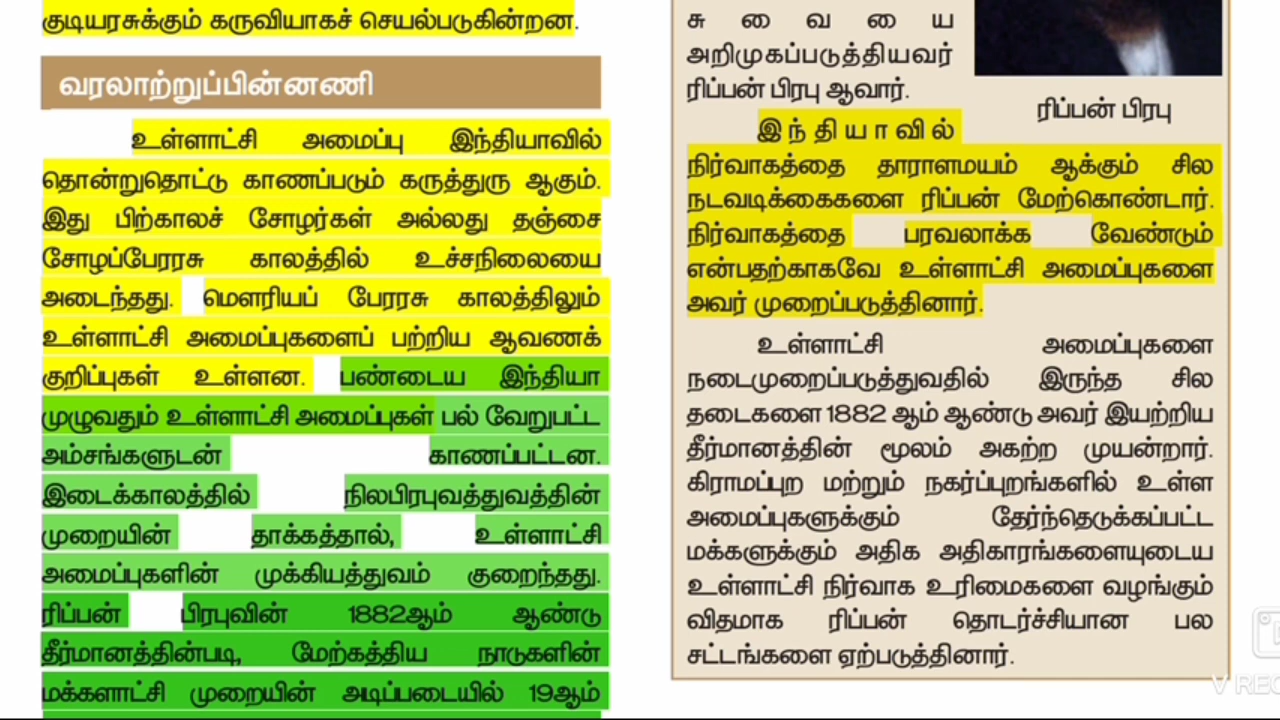 குடியரசுக்கும் கருவியாகச் செயல்படுகின்றன.
வரலாற்றுப்பின்னணி
உள்ளாட்சி அமைப்பு இந்தியாவில்
தொன்றுதொட்டு காணப்படும் கருத்துரு ஆகும்.
இது பிற்காலச் சோழர்கள் அல்லது தஞ்சை
சோழப்பேரரசு காலத்தில் உச்சநிலையை
அடைந்தது. மௌரியப் பேரரசு காலத்திலும்
உள்ளாட்சி அமைப்புகளைப் பற்றிய ஆவணக்
குறிப்புகள் உள்ளன. பண்டைய இந்தியா
முழுவதும் உள்ளாட்சி அமைப்புகள் பல் வேறுபட்ட
அம்சங்களுடன் காணப்பட்டன.
இடைக்காலத்தில் நிலபிரபுவத்துவத்தின்
முறையின் தாக்கத்தால், உள்ளாட்சி
அமைப்புகளின் முக்கியத்துவம் குறைந்தது.
ரிப்பன் பிரபுவின் 1882ஆம் ஆண்டு
தீர்மானத்தின்படி, மேற்கத்திய நாடுகளின்
மக்களாட்சி முறையின் அடிப்படையில் 19ஆம்
சு வை வை ய
அறிமுகப்படுத்தியவர்
ரிப்பன் பிரபு ஆவார்.
ரிப்பன் பிரபு
இந்தியாவில்
நிர்வாகத்தை தாராளமயம் ஆக்கும் சில
நடவடிக்கைகளை ரிப்பன் மேற்கொண்டார்.
நிர்வாகத்தை பரவலாக்க வேண்டும்
என்பதற்காகவே உள்ளாட்சி அமைப்புகளை
அவர் முறைப்படுத்தினார்.
உள்ளாட்சி அமைப்புகளை
நடைமுறைப்படுத்துவதில் இருந்த சில
தடைகளை 1882 ஆம் ஆண்டு அவர் இயற்றிய
தீர்மானத்தின் மூலம் அகற்ற முயன்றார்.
கிராமப்புற மற்றும் நகர்ப்புறங்களில் உள்ள
அமைப்புகளுக்கும் தேர்ந்தெடுக்கப்பட்ட
மக்களுக்கும் அதிக அதிகாரங்களையுடைய
உள்ளாட்சி நிர்வாக உரிமைகளை வழங்கும்
விதமாக ரிப்பன் தொடர்ச்சியான பல
சட்டங்களை ஏற்படுத்தினார்.